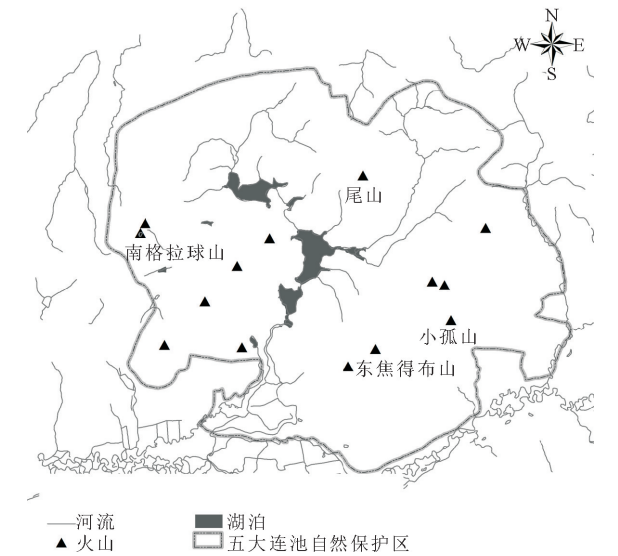 N
W E
S
尾山
南格拉球山
小孤山
东焦得布山
河流 湖泊
火山 五大连池自然保护区